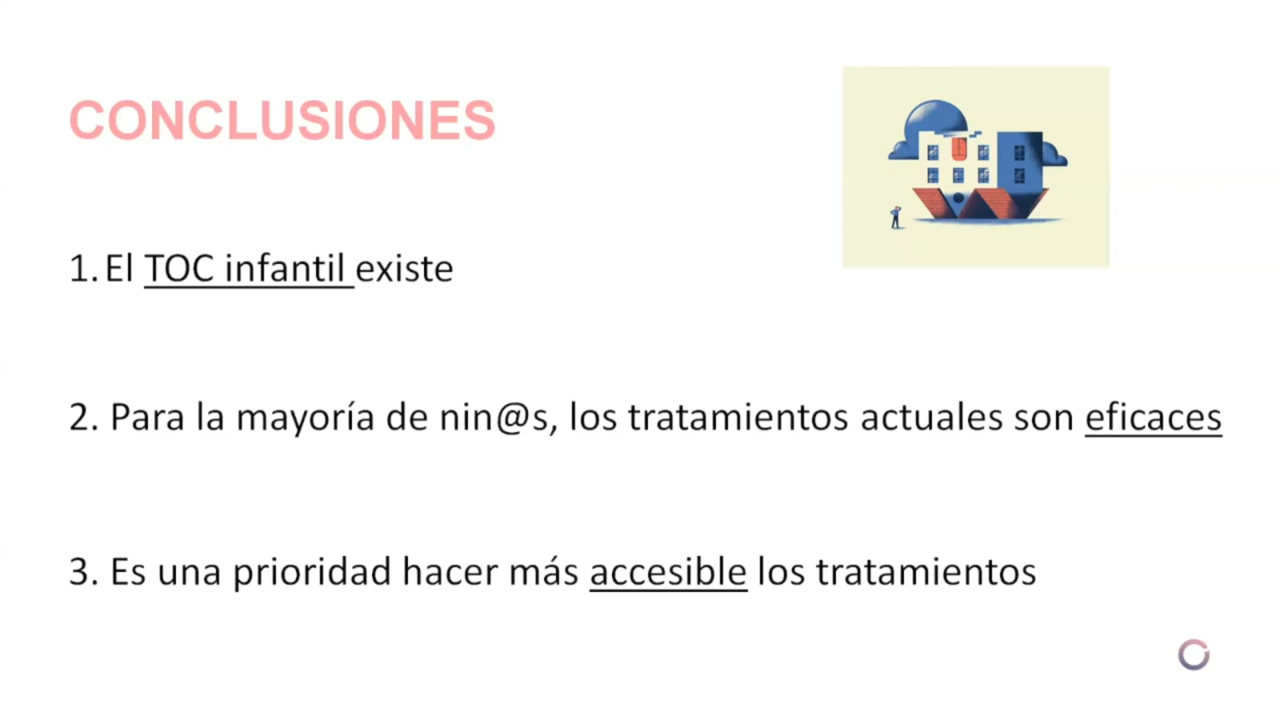 CONCLUSIONES
1. El TOC infantil existe
2. Para la mayoría de nin@s, los tratamientos actuales son eficaces
3. Es una prioridad hacer más accesible los tratamientos